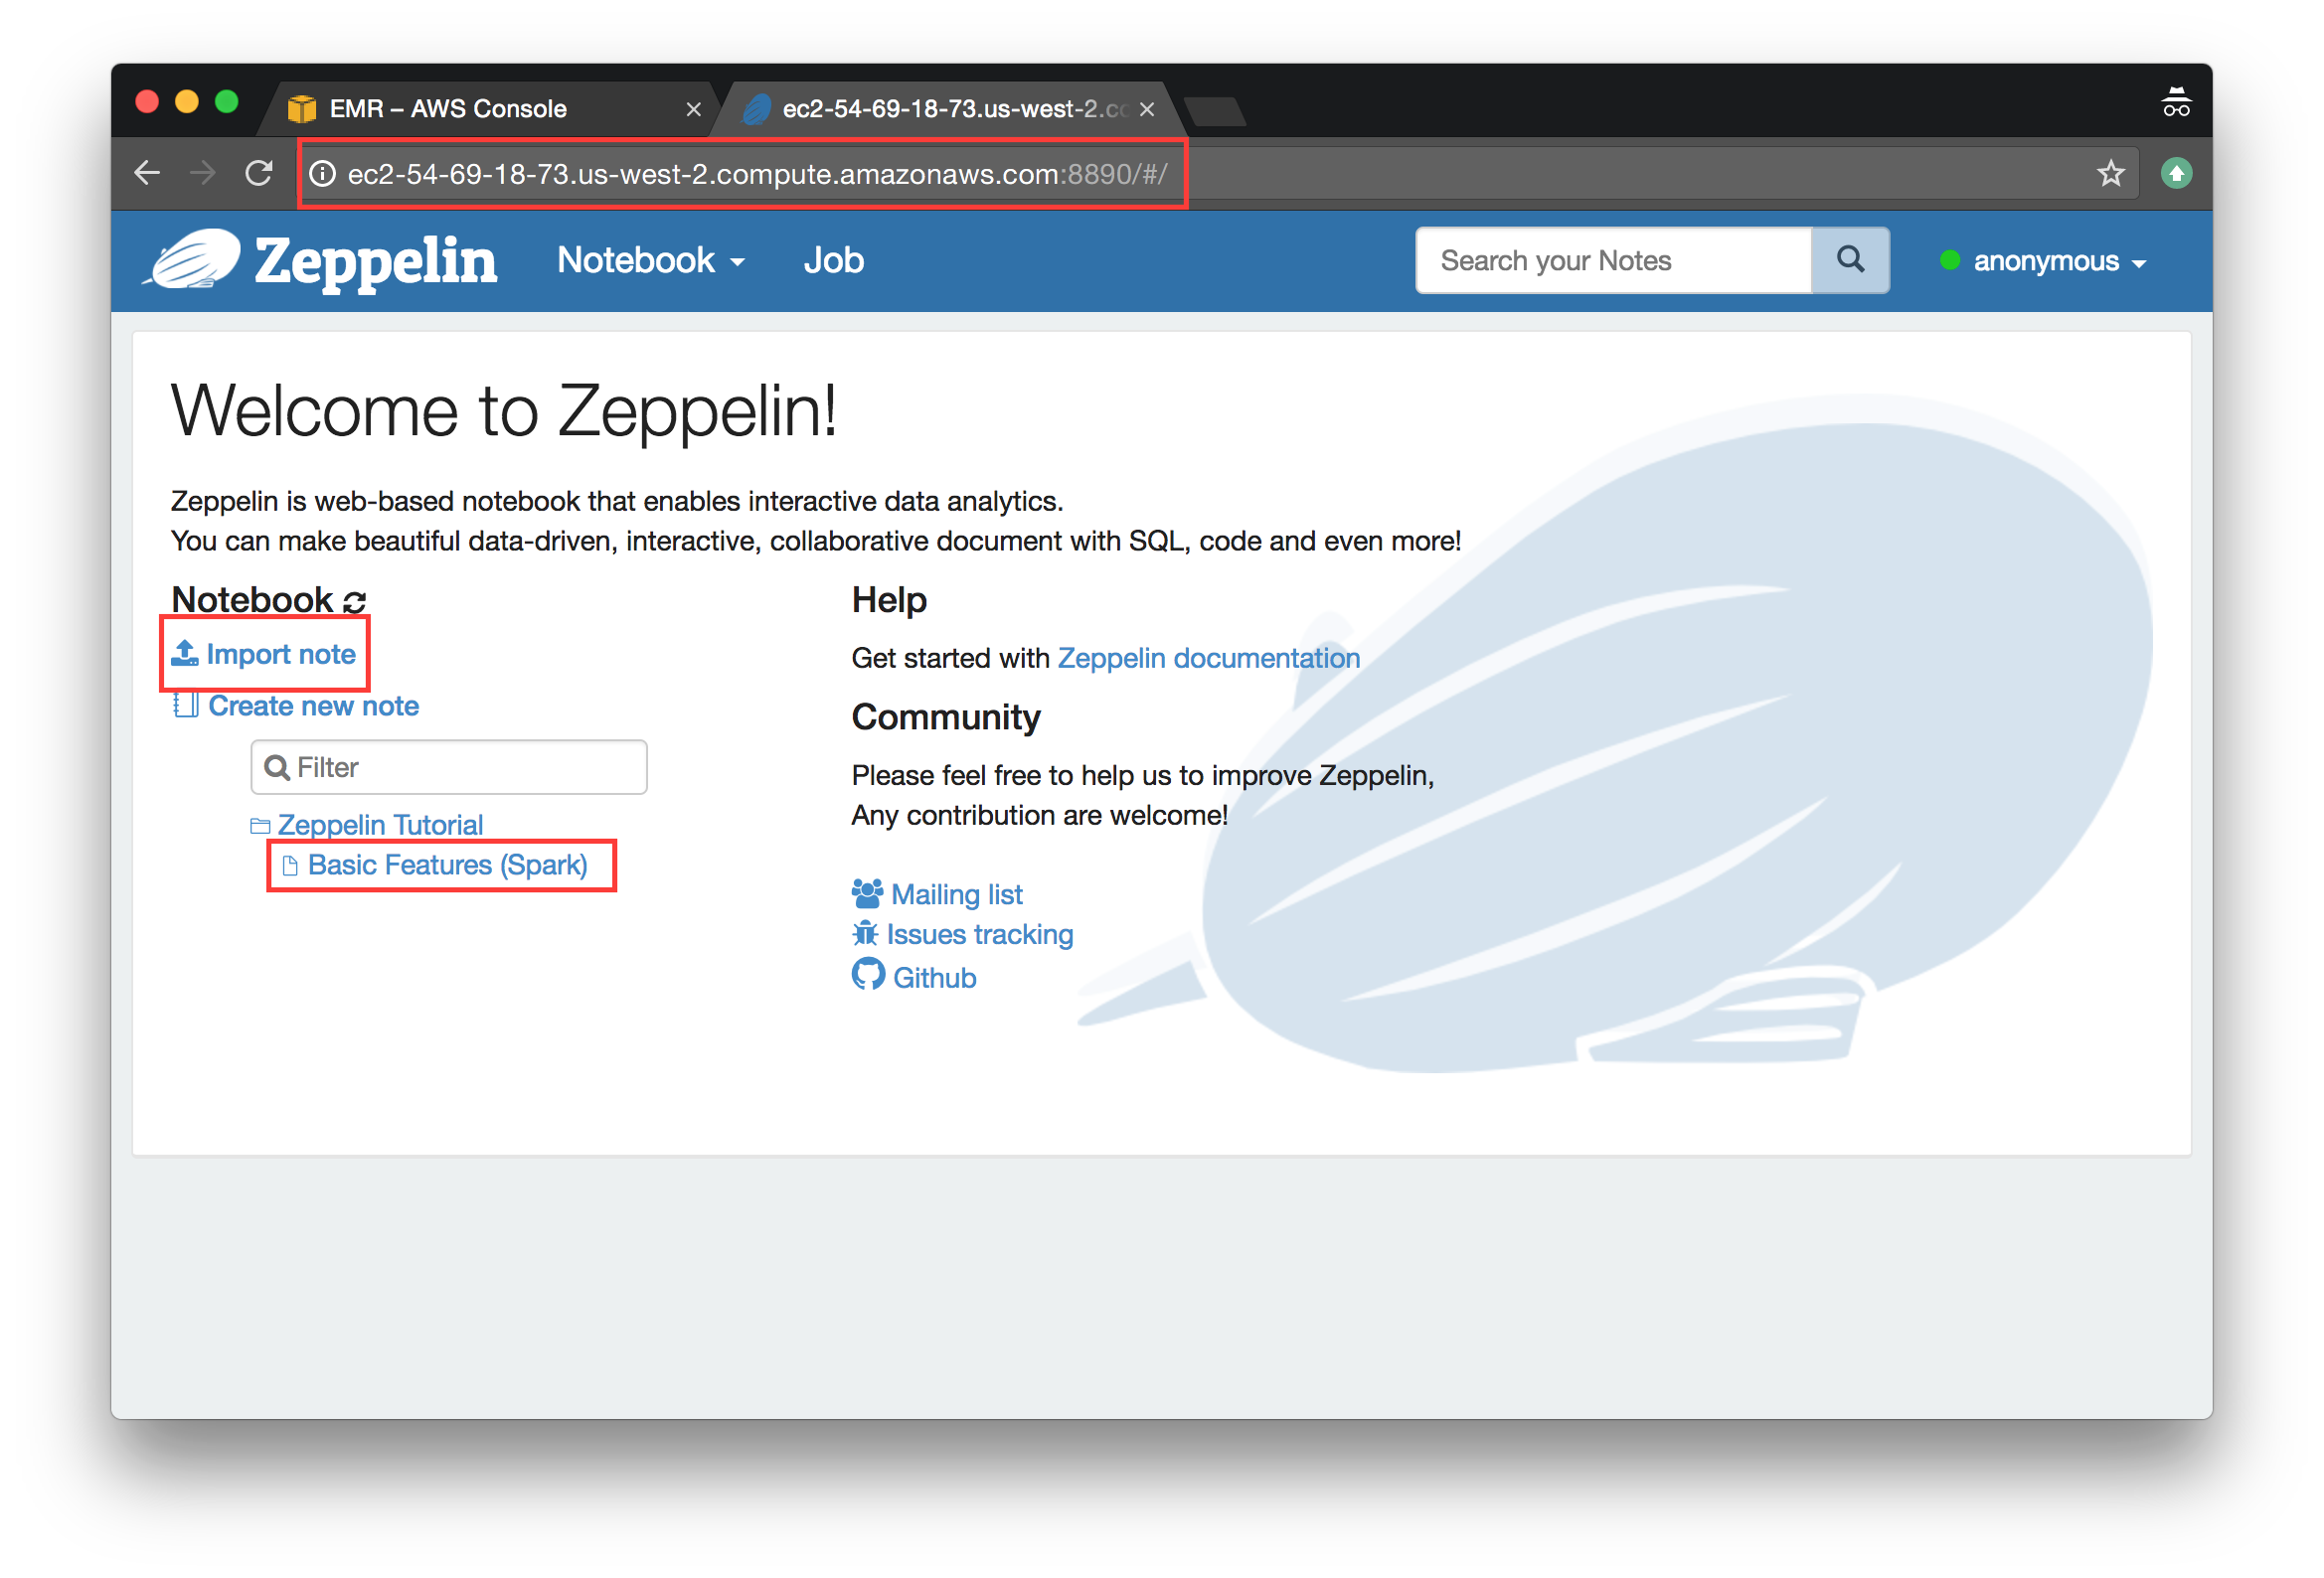 EMR – AWS Console
ec2-54-69-18-73.us-west-2.cc
ec2-54-69-18-73.us-west-2.compute.amazonaws.com:8890/#/
Zeppelin Notebook Job Search your Notes anonymous
Welcome to Zeppelin!
Zeppelin is web-based notebook that enables interactive data analytics.
You can make beautiful data-driven, interactive, collaborative document with SQL, code and even more!
Notebook
Import note
Create new note
Filter
Zeppelin Tutorial
Basic Features (Spark)
Help
Get started with Zeppelin documentation
Community
Please feel free to help us to improve Zeppelin,
Any contribution are welcome!
Mailing list
Issues tracking
Github